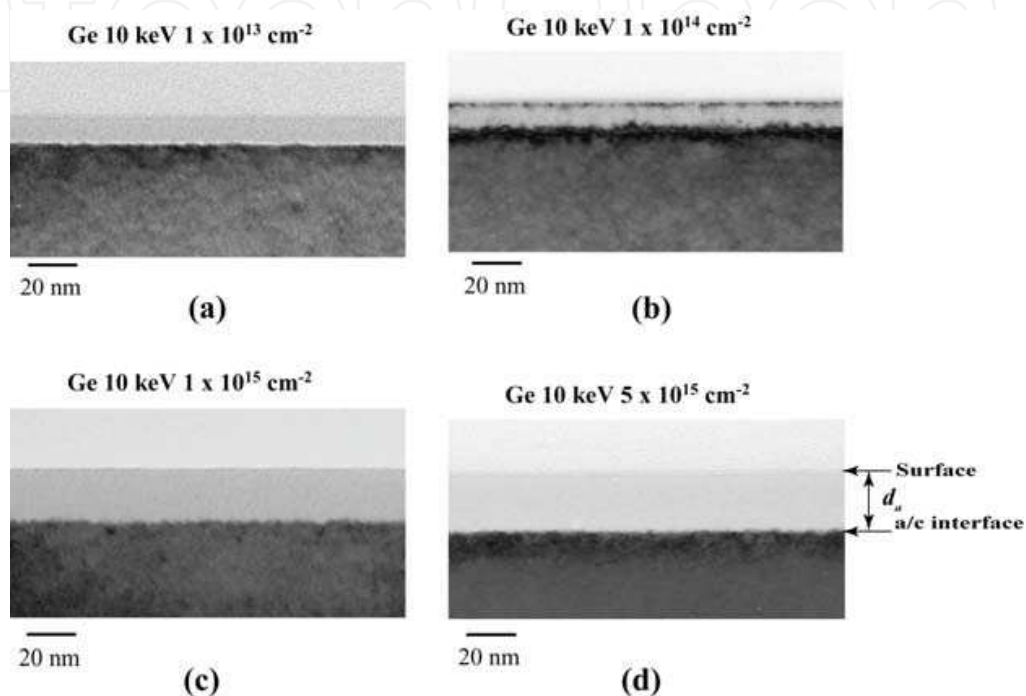 Ge 10 keV 1 x 10¹³ cm⁻²
Ge 10 keV 1 x 10¹⁴ cm⁻²
20 nm
20 nm
(a)
(b)
Ge 10 keV 1 x 10¹⁵ cm⁻²
Ge 10 keV 5 x 10¹⁵ cm⁻²
Surface
dₐ
a/c interface
20 nm
20 nm
(c)
(d)